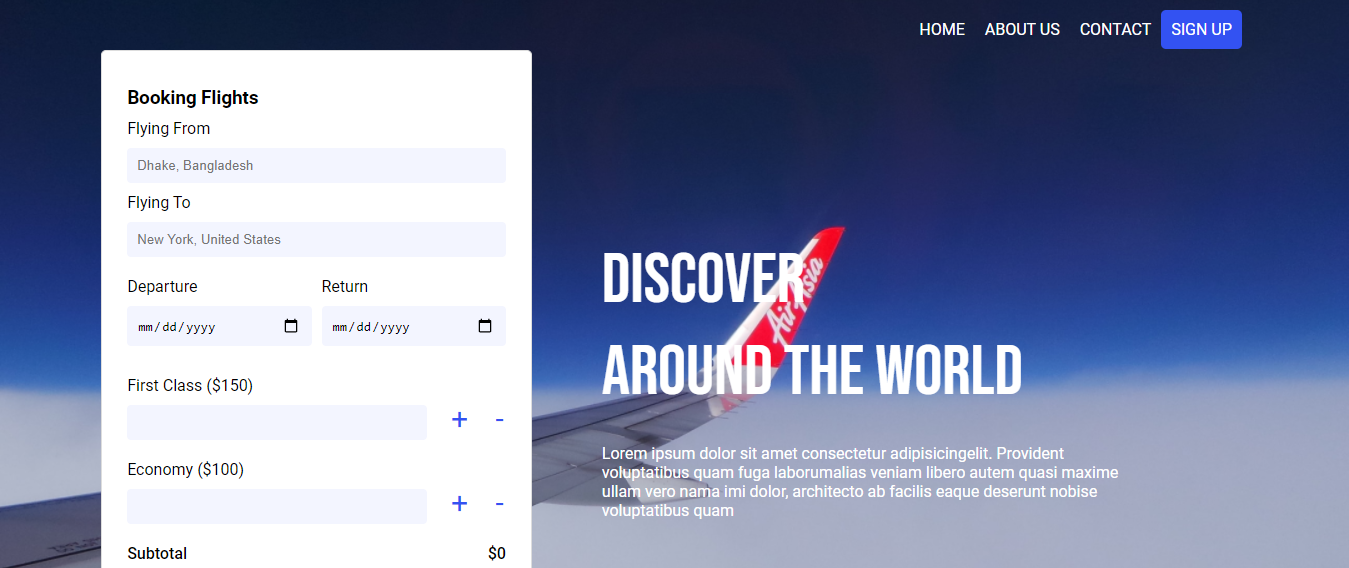 HOME ABOUT US CONTACT SIGN UP
Booking Flights
Flying From
Dhake, Bangladesh
Flying To
New York, United States
Departure Return
mm/dd/yyyy mm/dd/yyyy
First Class ($150)
+ -
Economy ($100)
+ -
Subtotal $0
DISCOVER
AROUND THE WORLD
AirAsia
Lorem ipsum dolor sit amet consectetur adipisicingelit. Provident
voluptatibus quam fuga laborumalias veniam libero autem quasi maxime
ullam vero nama imi dolor, architecto ab facilis eaque deserunt nobise
voluptatibus quam